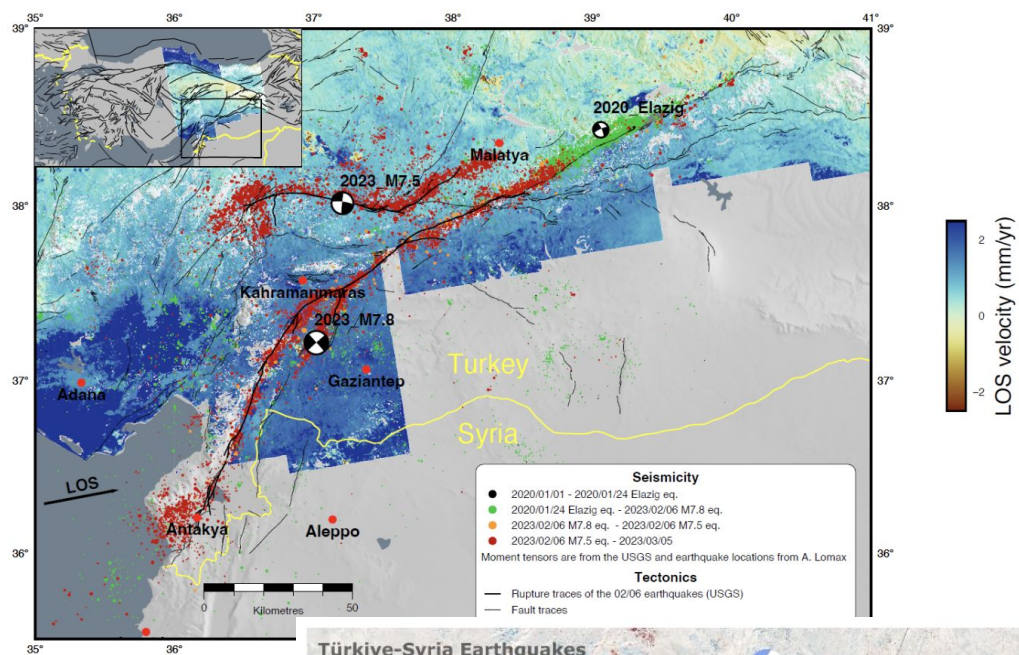 35° 36° 37° 38° 39° 40° 41°
39° 39°
2020 Elazig
Malatya
2023 M7.5
38° 38°
2
Kahramanmaras
2023 M7.8
0
Gaziantep
Turkey
37° 37°
Adana
−2
Syria
LOS velocity (mm/yr)
LOS
Seismicity
2020/01/01 - 2020/01/24 Elazig eq.
2020/01/24 Elazig eq. - 2023/02/06 M7.8 eq.
Antakya
Aleppo
2023/02/06 M7.8 eq. - 2023/02/06 M7.5 eq.
36° 36°
2023/02/06 M7.5 eq. - 2023/03/05
Moment tensors are from the USGS and earthquake locations from A. Lomax
Tectonics
0 50
Kilometres
Rupture traces of the 02/06 earthquakes (USGS)
Fault traces
35° 36°
Türkiye-Syria Earthquakes